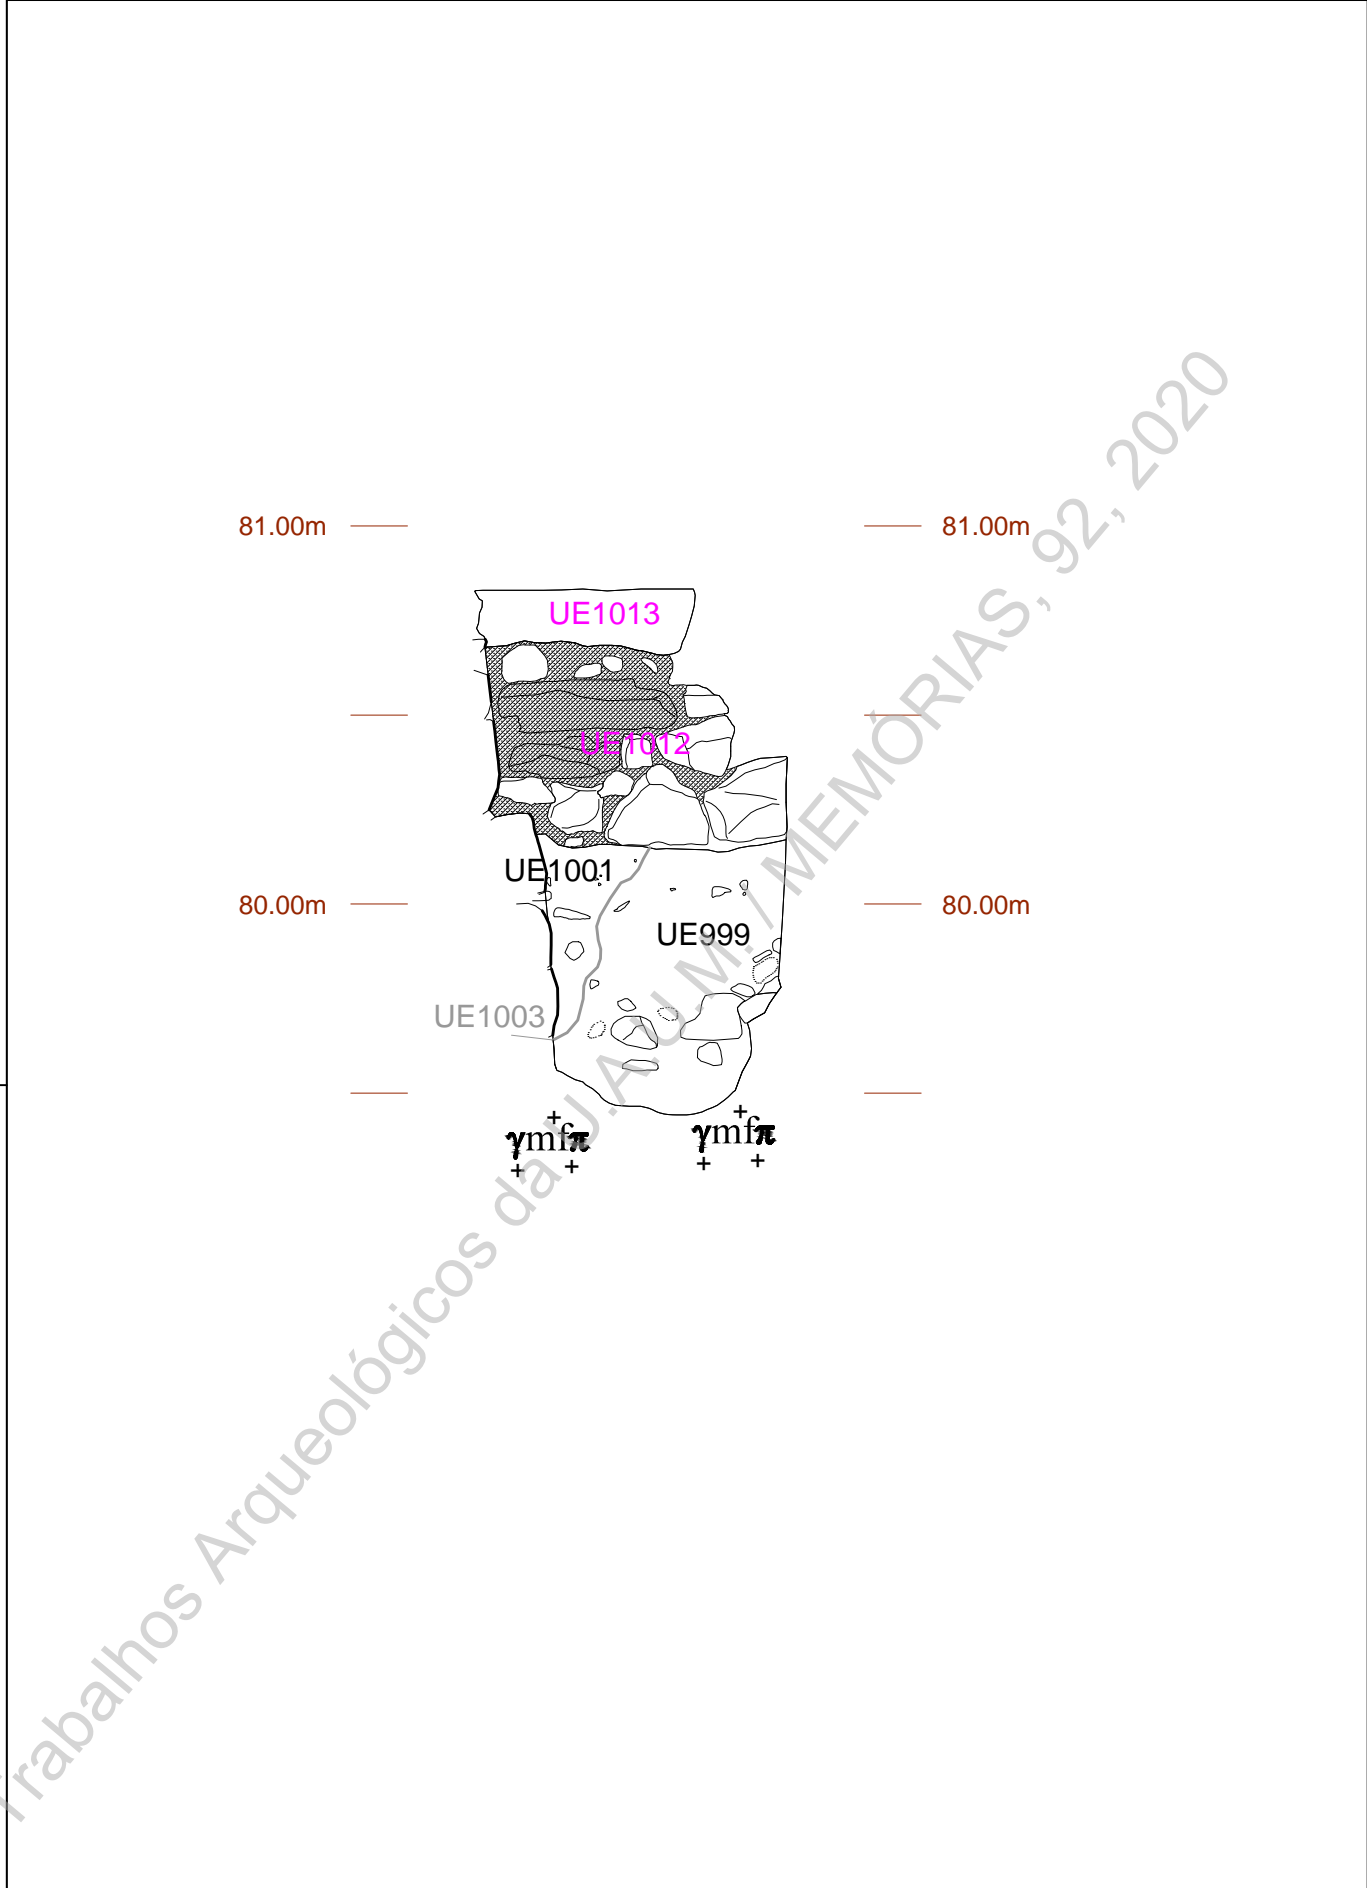 81.00m
81.00m
UE1013
UE1012
UE1001
80.00m
80.00m
UE999
UE1003
γmfπ
γmfπ
Trabalhos Arqueológicos da U.A.U.M. / MEMÓRIAS, 92, 2020